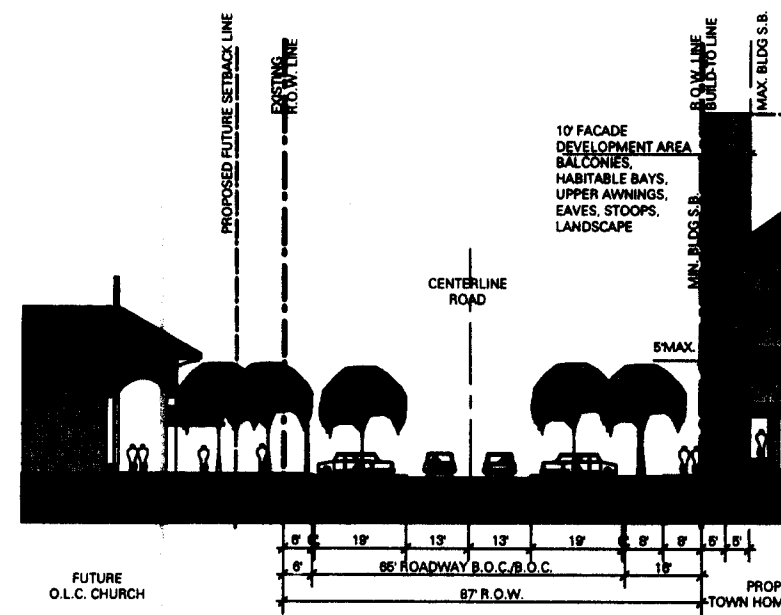 PROPOSED FUTURE SETBACK LINE
EXISTING
R.O.W. LINE
R.O.W. LINE
BUILD-TO LINE
MAX. BLDG S.B.
10' FACADE
DEVELOPMENT AREA
BALCONIES,
HABITABLE BAYS,
UPPER AWNINGS,
EAVES, STOOPS,
LANDSCAPE
MIN. BLDG S.B.
CENTERLINE
ROAD
5'MAX.
6' 19' 13' 13' 19' 8' 8' 5' 5'
6' 65' ROADWAY B.O.C./B.O.C. 16'
87' R.O.W.
FUTURE
O.L.C. CHURCH
PROP
TOWN HOM